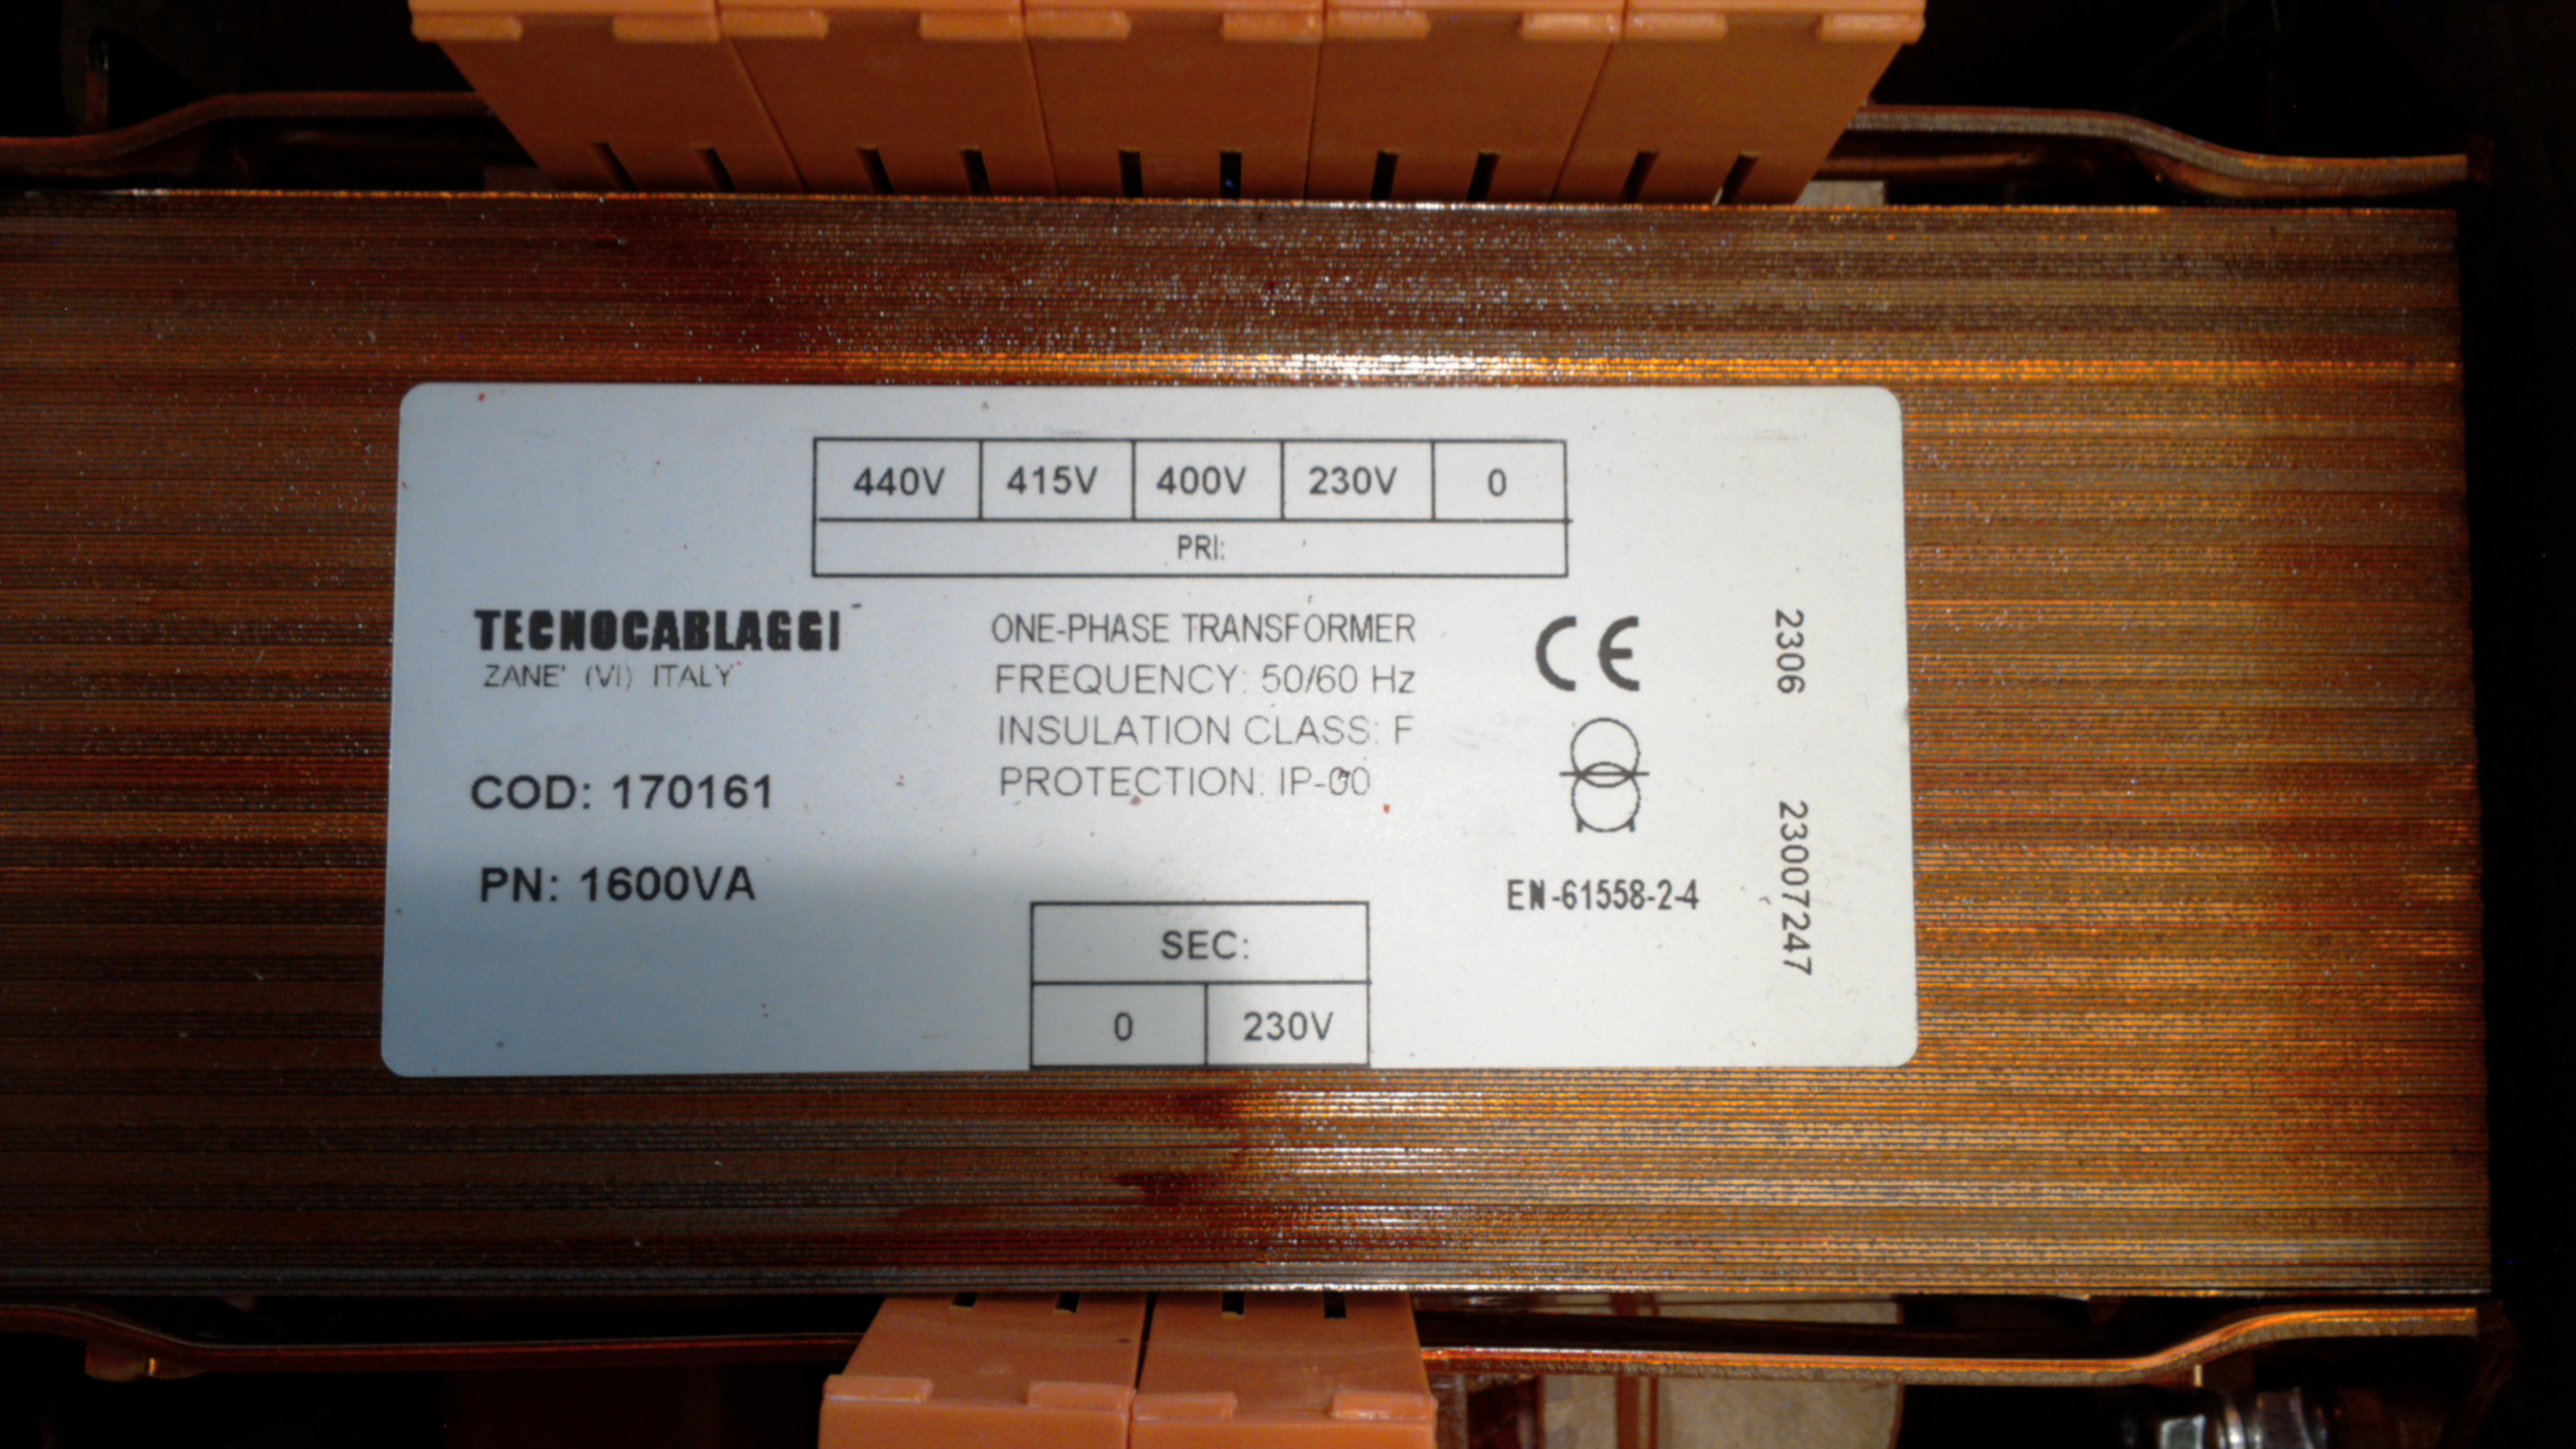 440V 415V 400V 230V 0
PRI:
TECNOCABLAGGI
ZANE' (VI) ITALY
COD: 170161
PN: 1600VA
ONE-PHASE TRANSFORMER
FREQUENCY: 50/60 Hz
INSULATION CLASS: F
PROTECTION: IP-00
CE
EN-61558-2-4
SEC:
0 230V
2306 23007247